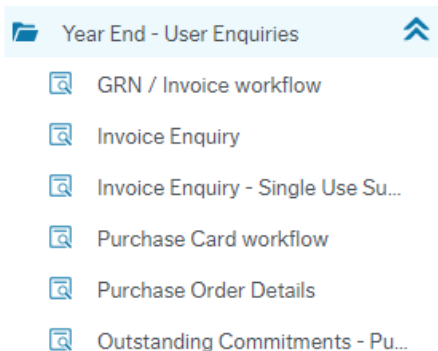 Year End - User Enquiries
GRN / Invoice workflow
Invoice Enquiry
Invoice Enquiry - Single Use Su...
Purchase Card workflow
Purchase Order Details
Outstanding Commitments - Pu...